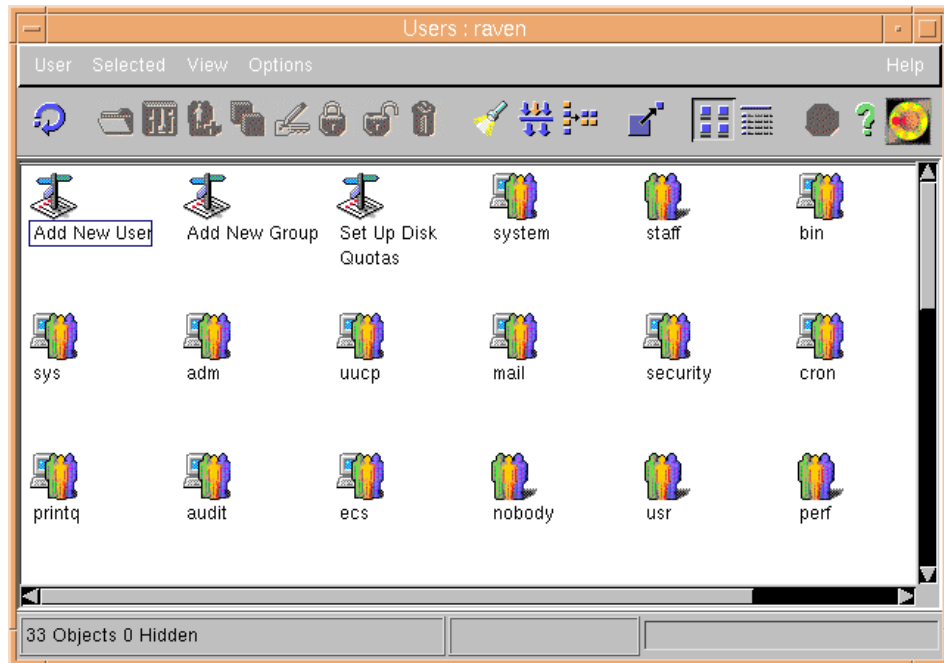 Users : raven
User Selected View Options Help
?
Add New User Add New Group Set Up Disk Quotas system staff bin
sys adm uucp mail security cron
printq audit ecs nobody usr perf
33 Objects 0 Hidden